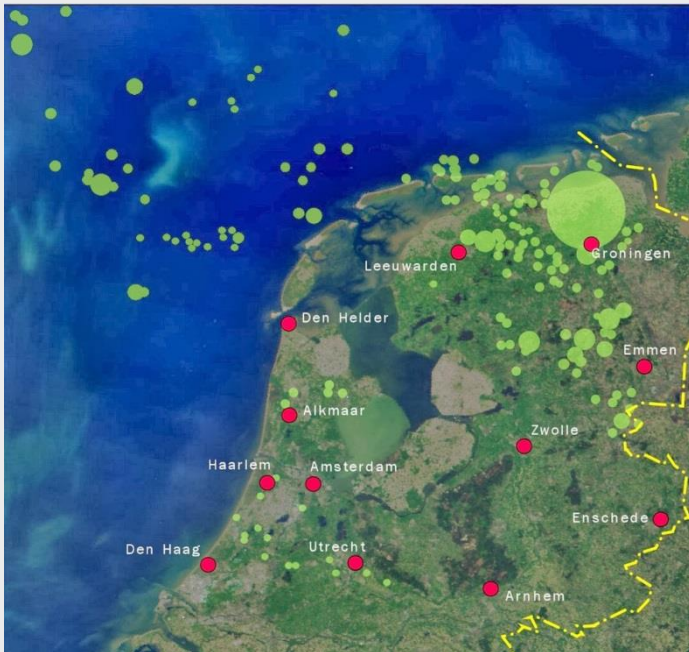 Groningen
Leeuwarden
Den Helder
Emmen
Alkmaar
Zwolle
Haarlem
Amsterdam
Enschede
Den Haag
Utrecht
Arnhem